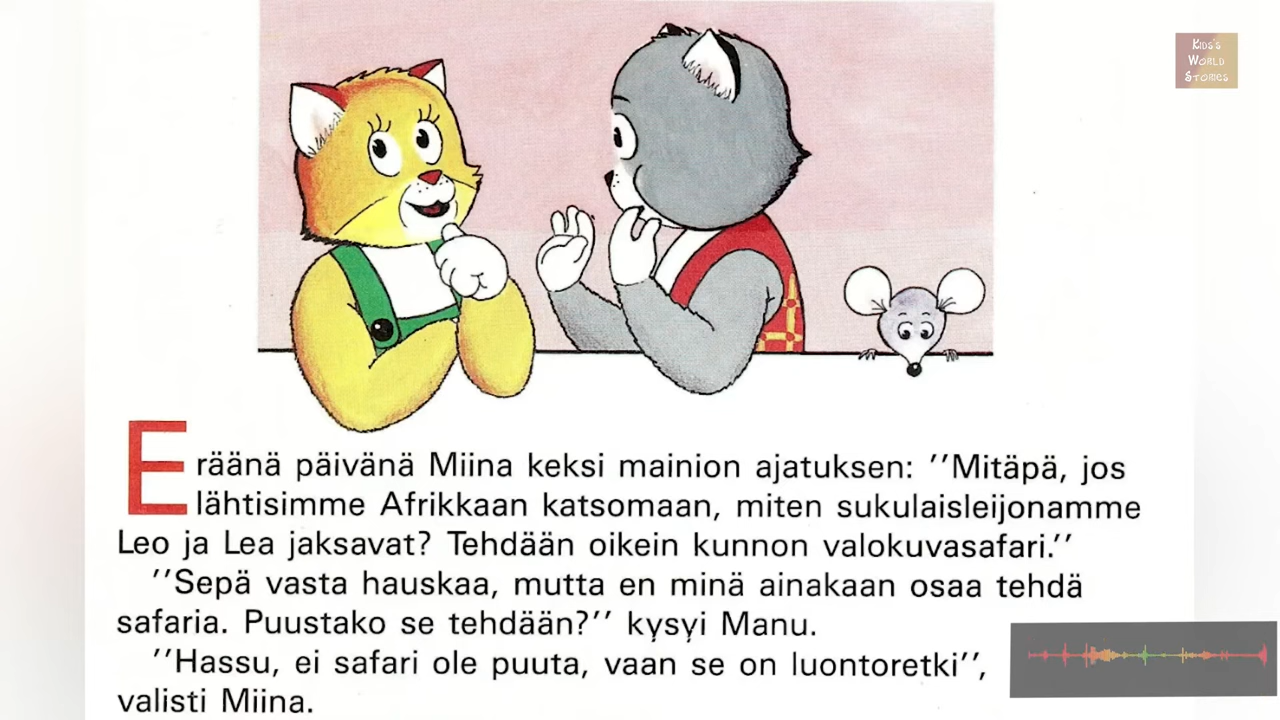 Kids's
World
Stories
Eräänä päivänä Miina keksi mainion ajatuksen: ’’Mitäpä, jos
lähtisimme Afrikkaan katsomaan, miten sukulaisleijonamme
Leo ja Lea jaksavat? Tehdään oikein kunnon valokuvasafari.’’
’’Sepä vasta hauskaa, mutta en minä ainakaan osaa tehdä
safaria. Puustako se tehdään?’’ kysyi Manu.
’’Hassu, ei safari ole puuta, vaan se on luontoretki’’,
valisti Miina.